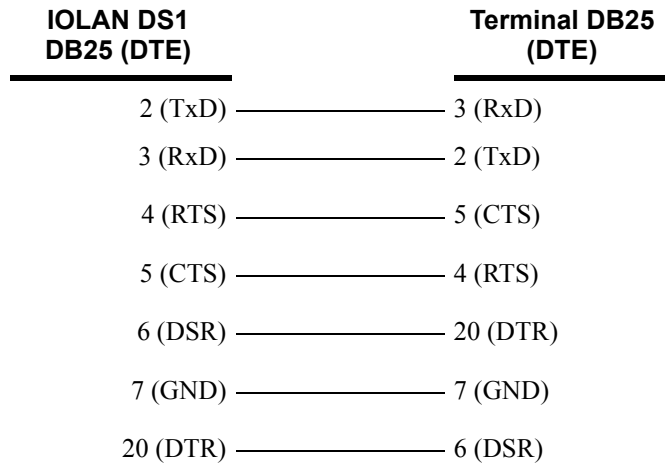 IOLAN DS1 DB25 (DTE)
Terminal DB25 (DTE)
2 (TxD) 3 (RxD)
3 (RxD) 2 (TxD)
4 (RTS) 5 (CTS)
5 (CTS) 4 (RTS)
6 (DSR) 20 (DTR)
7 (GND) 7 (GND)
20 (DTR) 6 (DSR)